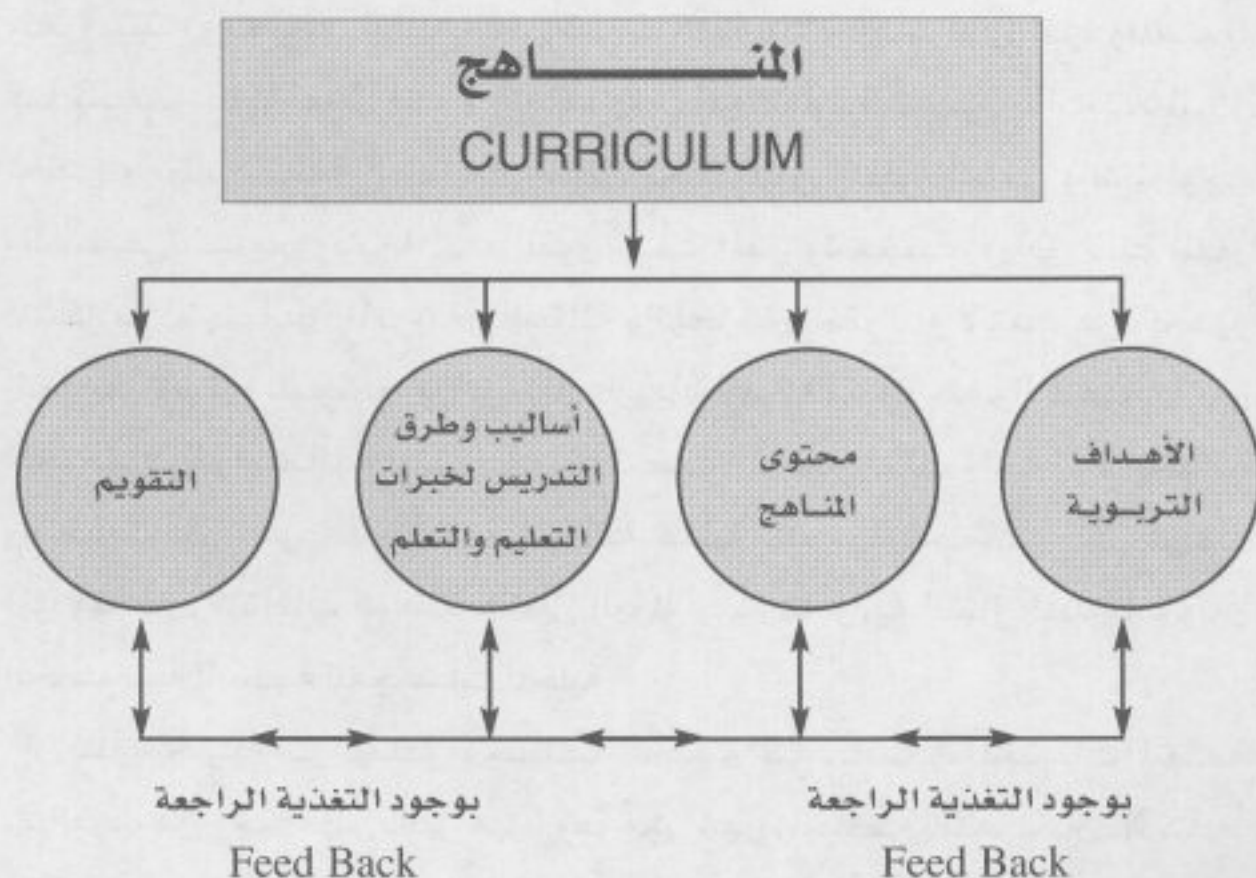 المنـــــــــاهج
CURRICULUM
الأهـداف
التربـوية
محتوى
المنـاهج
أساليب وطرق
التدريس لخبرات
التعليم والتعلم
التقويم
بوجود التغذية الراجعة
Feed Back
بوجود التغذية الراجعة
Feed Back